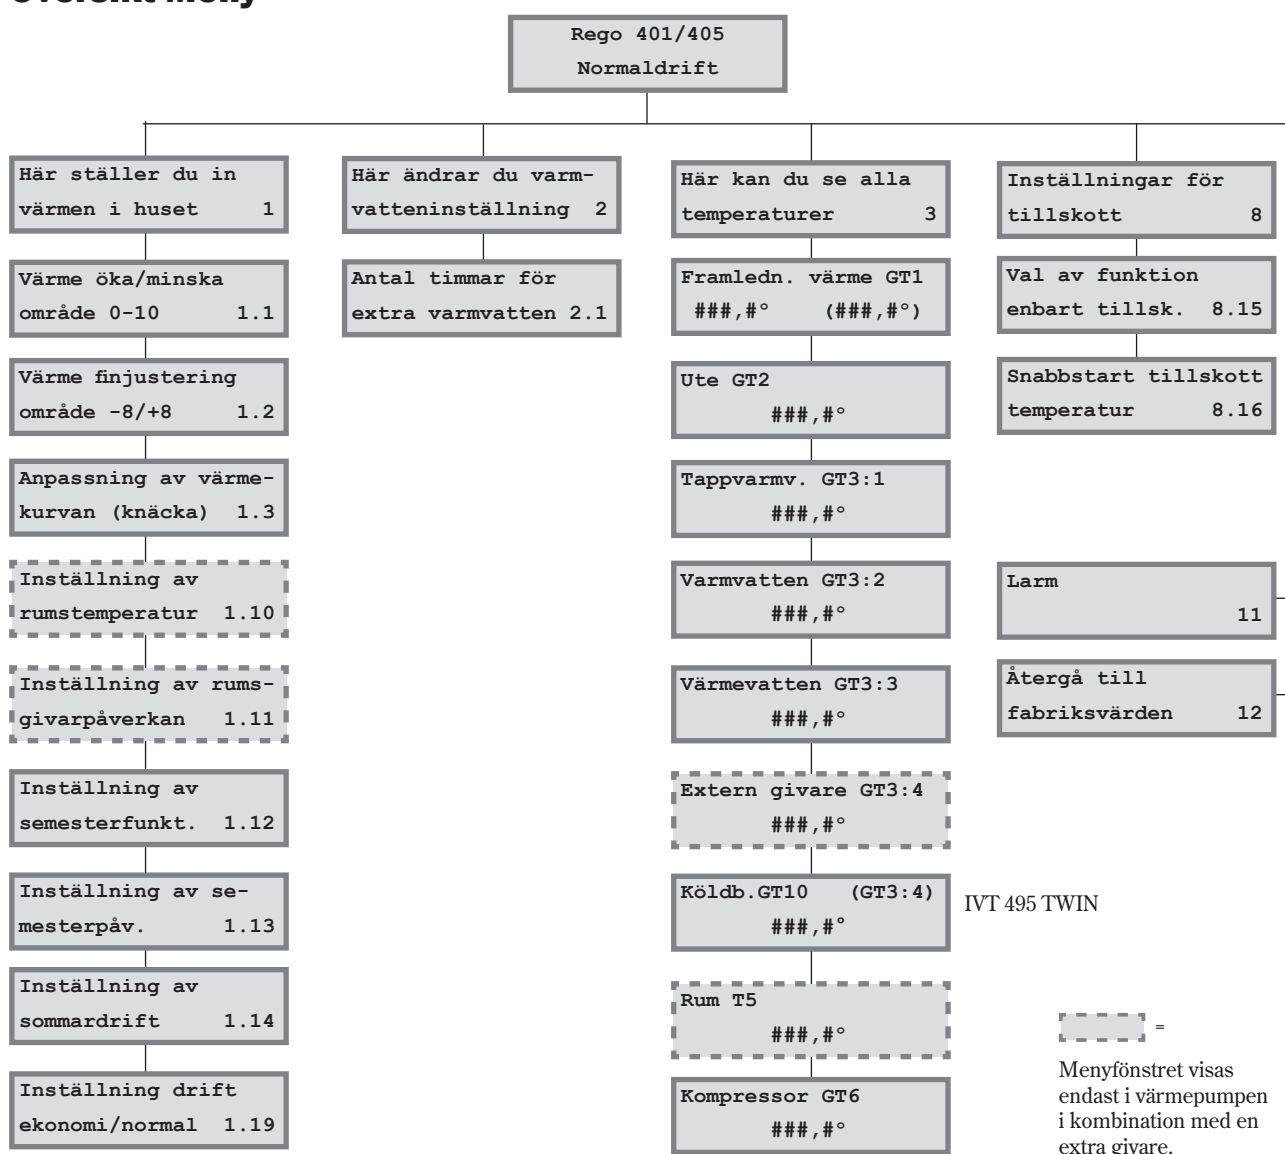 Översikt Meny
Rego 401/405
Normaldrift
Här ställer du in
värmen i huset 1
Värme öka/minska
område 0-10 1.1
Värme finjustering
område -8/+8 1.2
Anpassning av värme-
kurvan (knäcka) 1.3
Inställning av
rumstemperatur 1.10
Inställning av rums-
givarpåverkan 1.11
Inställning av
semesterfunkt. 1.12
Inställning av se-
mesterpåv. 1.13
Inställning av
sommardrift 1.14
Inställning drift
ekonomi/normal 1.19
Här ändrar du varm-
vatteninställning 2
Antal timmar för
extra varmvatten 2.1
Här kan du se alla
temperaturer 3
Framledn. värme GT1
###,#° (###,#°)
Ute GT2
###,#°
Tappvarmv. GT3:1
###,#°
Varmvatten GT3:2
###,#°
Värmevatten GT3:3
###,#°
Extern givare GT3:4
###,#°
Köldb.GT10 (GT3:4)
###,#°
IVT 495 TWIN
Rum T5
###,#°
Kompressor GT6
###,#°
Inställningar för
tillskott 8
Val av funktion
enbart tillsk. 8.15
Snabbstart tillskott
temperatur 8.16
Larm
11
Återgå till
fabriksvärden 12
=
Menyfönstret visas
endast i värmepumpen
i kombination med en
extra givare.